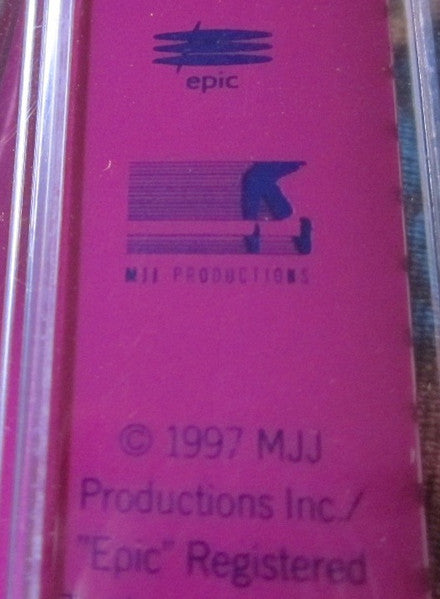 epic
MJJ PRODUCTIONS
© 1997 MJJ
Productions Inc./
"Epic" Registered